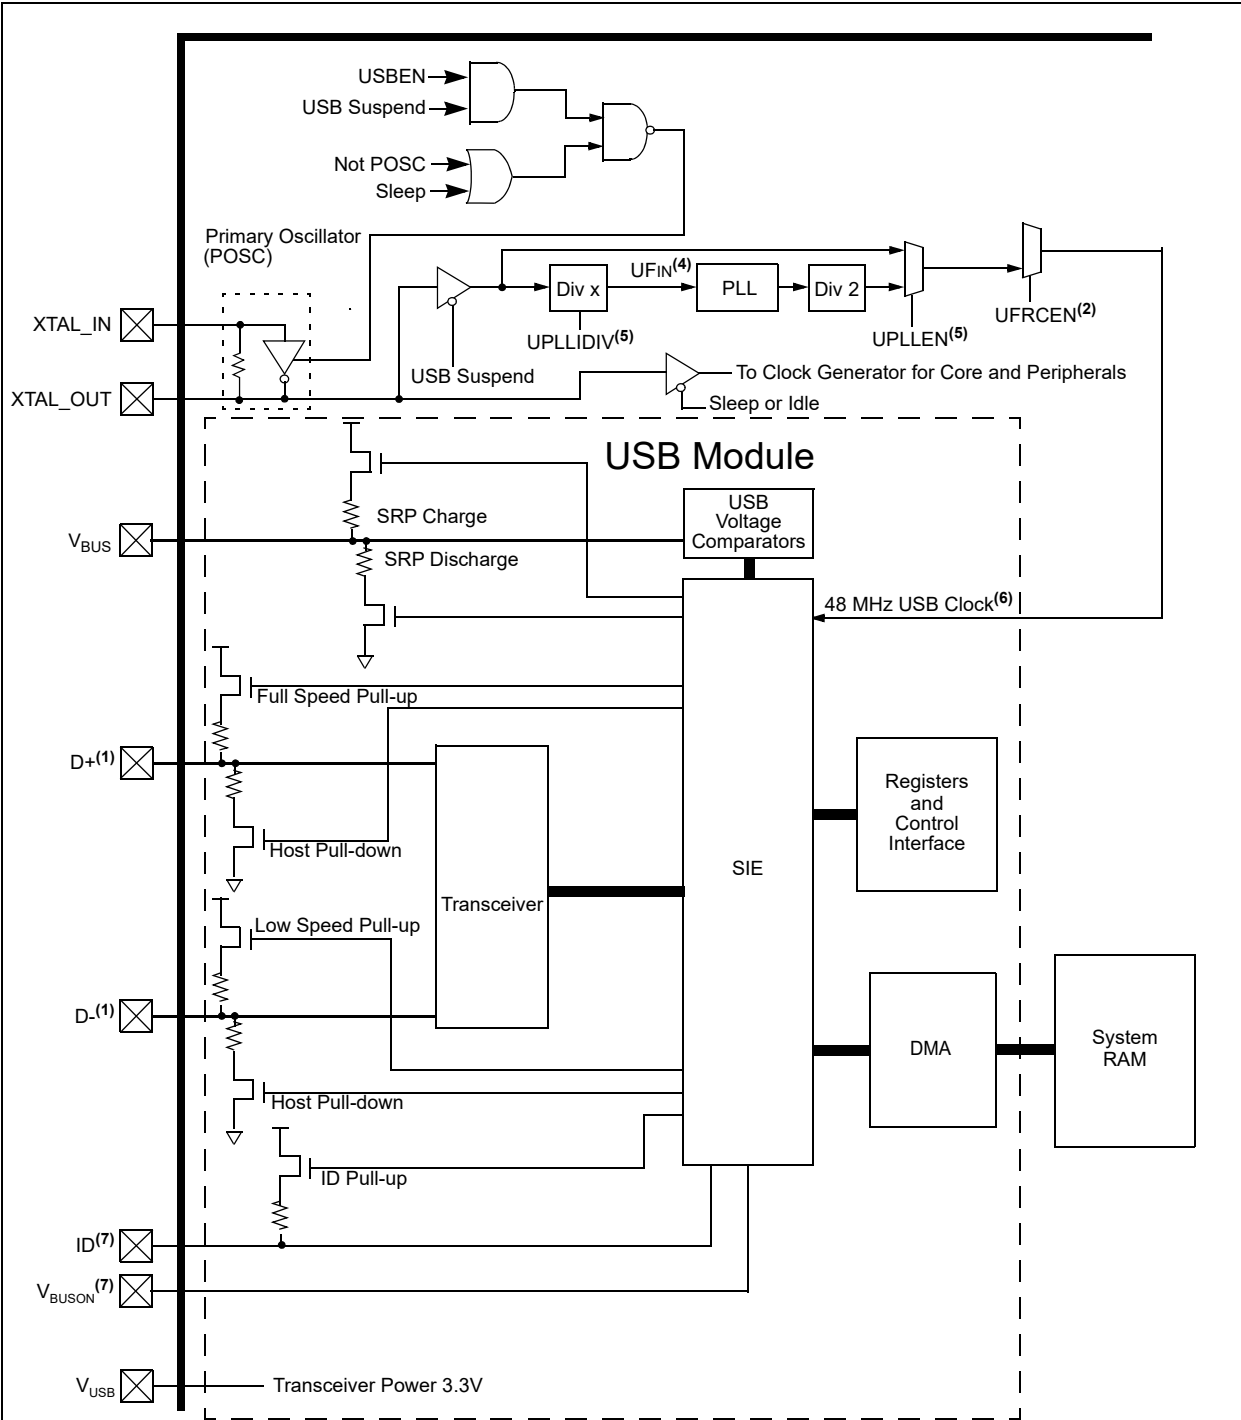 USBEN
USB Suspend
Not POSC
Sleep
Primary Oscillator
(POSC)
UFIN(4)
Div x
PLL
Div 2
UFRCEN(2)
UPLLIDIV(5)
UPLLEN(5)
XTAL_IN
USB Suspend
To Clock Generator for Core and Peripherals
XTAL_OUT
Sleep or Idle
USB Module
USB
Voltage
Comparators
SRP Charge
VBUS
SRP Discharge
48 MHz USB Clock(6)
Full Speed Pull-up
D+(1)
Registers
and
Control
Interface
Host Pull-down
SIE
Transceiver
Low Speed Pull-up
D-(1)
DMA
System
RAM
Host Pull-down
ID Pull-up
ID(7)
VBUSON(7)
VUSB
Transceiver Power 3.3V